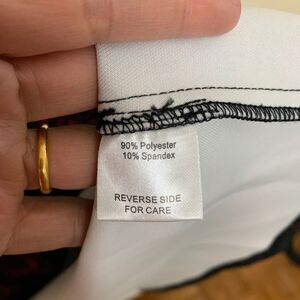 90% Polyester
10% Spandex
REVERSE SIDE
FOR CARE